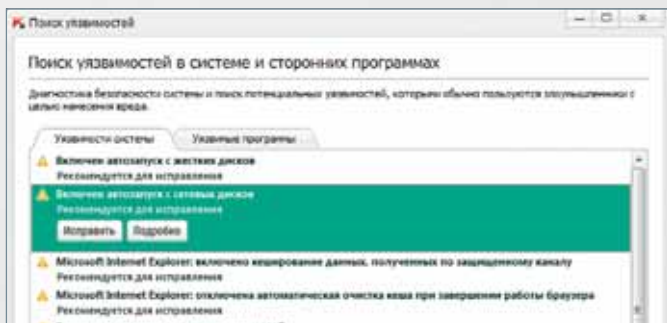 Поиск уязвимостей
Поиск уязвимостей в системе и сторонних программах
Диагностика безопасности системы и поиск потенциальных уязвимостей, которыми обычно пользуются злоумышленники с
целью нанесения вреда.
Уязвимости системы Уязвимые программы
Включен автозапуск с жестких дисков
Рекомендуется для исправления
Включен автозапуск с сетевых дисков
Рекомендуется для исправления
Исправить Подробно
Microsoft Internet Explorer: включено кеширование данных, полученных по защищенному каналу
Рекомендуется для исправления
Microsoft Internet Explorer: отключена автоматическая очистка кеша при завершении работы браузера
Рекомендуется для исправления